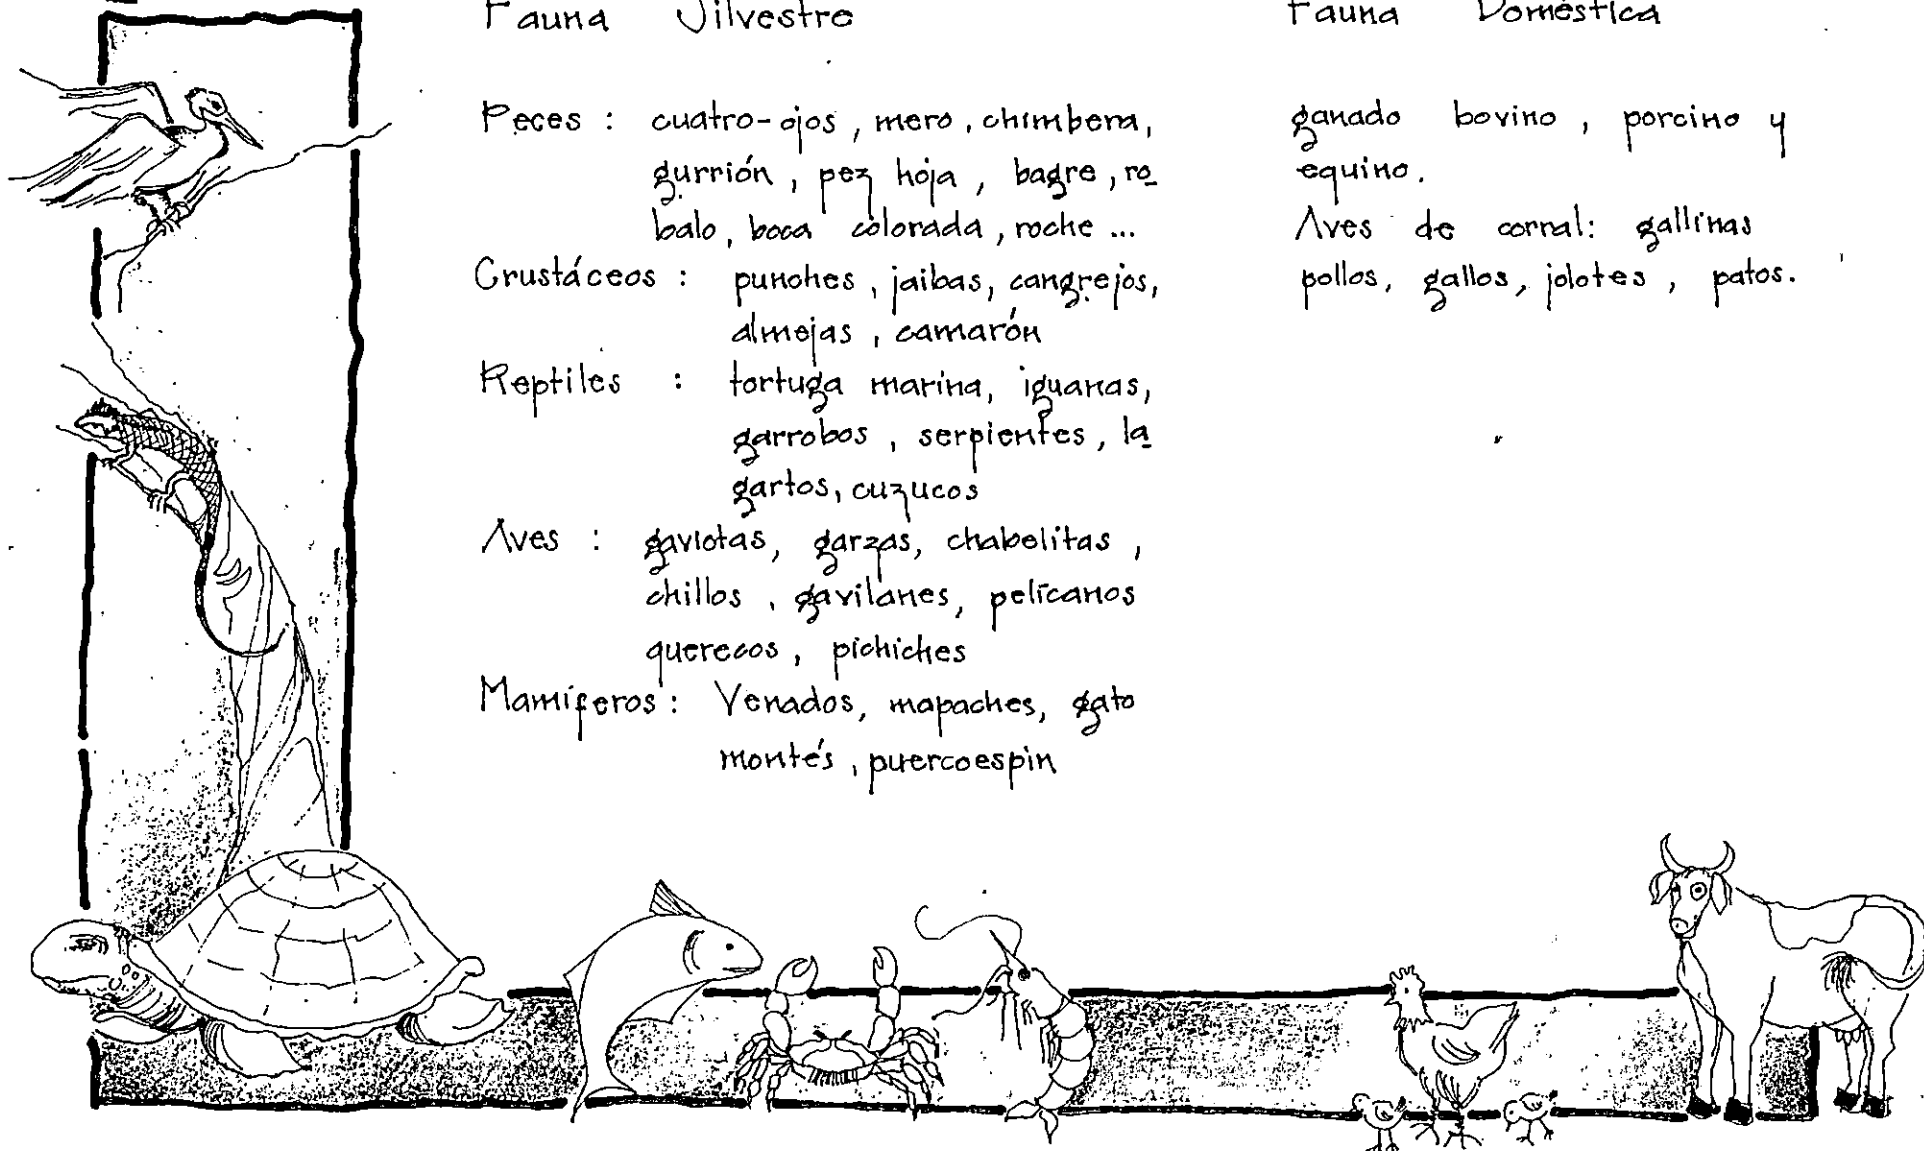 Fauna Silvestre
Peces : cuatro-ojos, mero, chimbera,
gurrión, pez hoja, bagre, ro
balo, boca colorada, roche ...
Crustáceos : punches, jaibas, cangrejos,
almejas, camarón
Reptiles : tortuga marina, iguanas,
garrobos, serpientes, la
gartos, cuzucos
Aves : gaviotas, garzas, chabelitas,
chillos, gavilanes, pelícanos
querecos, pichiches
Mamíferos : Venados, mapaches, gato
montés, puercoespin
Fauna Doméstica
ganado bovino, porcino y
equino.
Aves de corral: gallinas
pollos, gallos, jolotes, patos.